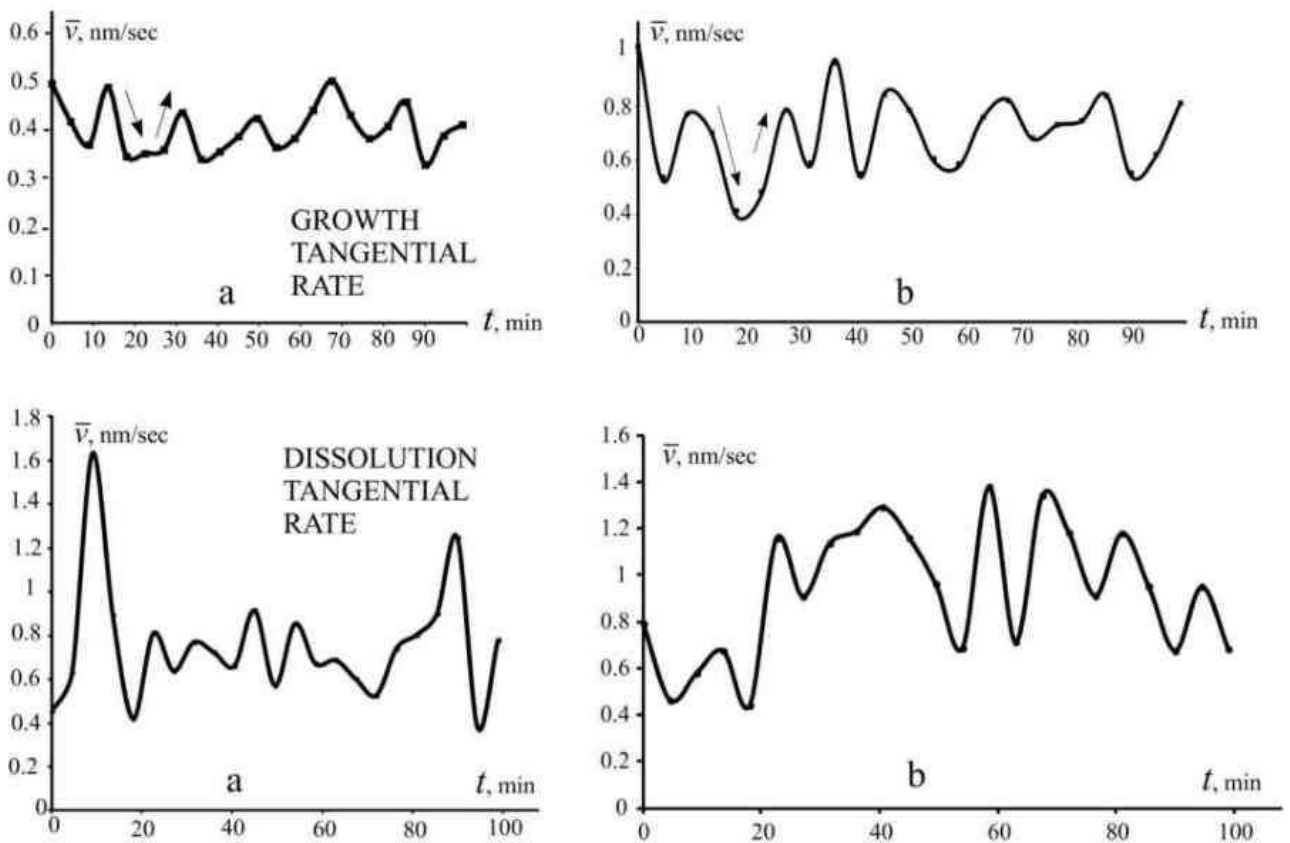 v̅, nm/sec
0.6
0.5
0.4
0.3
0.2
0.1
0
GROWTH
TANGENTIAL
RATE
a
10 20 30 40 50 60 70 80 90
t, min
v̅, nm/sec
1
0.8
0.6
0.4
0.2
0
b
0 10 20 30 40 50 60 70 80 90
t, min
v̅, nm/sec
1.8
1.6
1.4
1.2
1
0.8
0.6
0.4
0.2
0
DISSOLUTION
TANGENTIAL
RATE
a
t, min
0 20 40 60 80 100
v̅, nm/sec
1.6
1.4
1.2
1
0.8
0.6
0.4
0.2
0
b
t, min
0 20 40 60 80 100